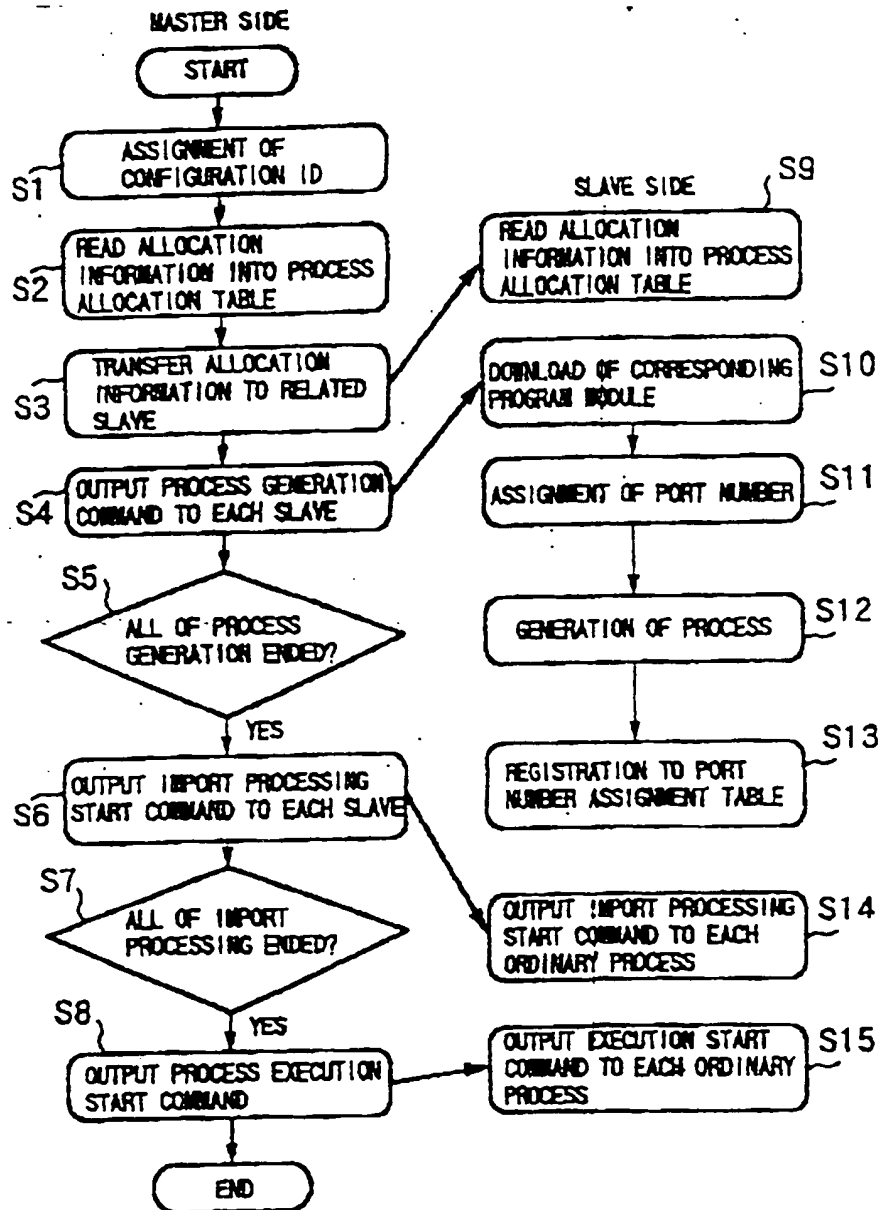 MASTER SIDE
START
S1
ASSIGNMENT OF
CONFIGURATION ID
S2
READ ALLOCATION
INFORMATION INTO PROCESS
ALLOCATION TABLE
S3
TRANSFER ALLOCATION
INFORMATION TO RELATED
SLAVE
S4
OUTPUT PROCESS GENERATION
COMMAND TO EACH SLAVE
S5
ALL OF PROCESS
GENERATION ENDED?
YES
S6
OUTPUT IMPORT PROCESSING
START COMMAND TO EACH SLAVE
S7
ALL OF IMPORT
PROCESSING ENDED?
YES
S8
OUTPUT PROCESS EXECUTION
START COMMAND
END
SLAVE SIDE
S9
READ ALLOCATION
INFORMATION INTO PROCESS
ALLOCATION TABLE
S10
DOWNLOAD OF CORRESPONDING
PROGRAM MODULE
S11
ASSIGNMENT OF PORT NUMBER
S12
GENERATION OF PROCESS
S13
REGISTRATION TO PORT
NUMBER ASSIGNMENT TABLE
S14
OUTPUT IMPORT PROCESSING
START COMMAND TO EACH
ORDINARY PROCESS
S15
OUTPUT EXECUTION START
COMMAND TO EACH ORDINARY
PROCESS